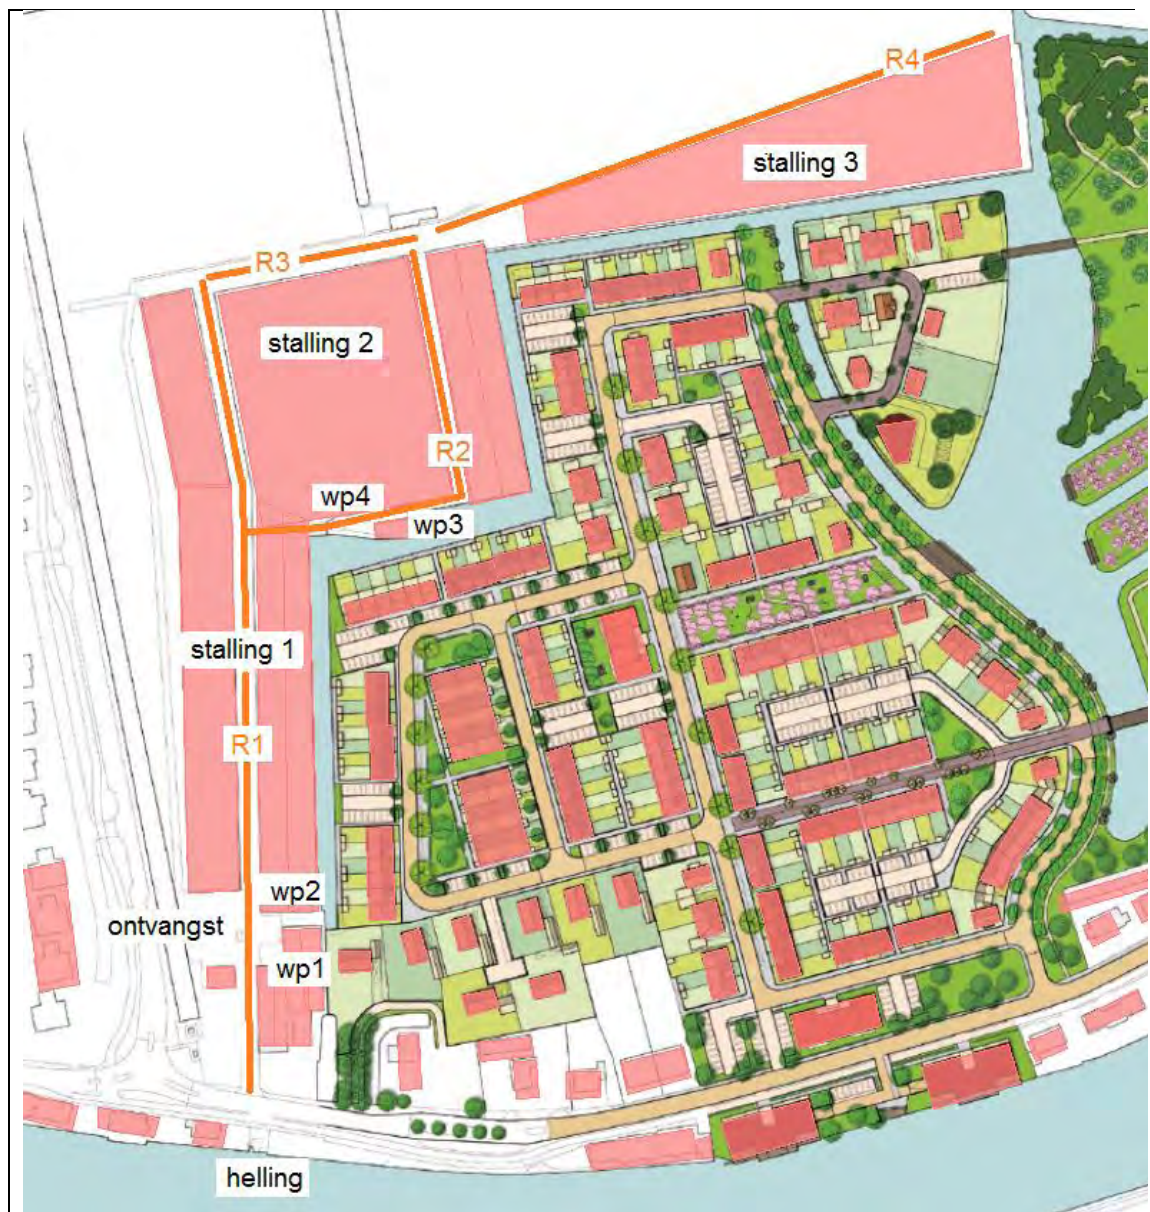 R4
stalling 3
R3
stalling 2
R2
wp4
wp3
stalling 1
R1
wp2
ontvangst
wp1
helling